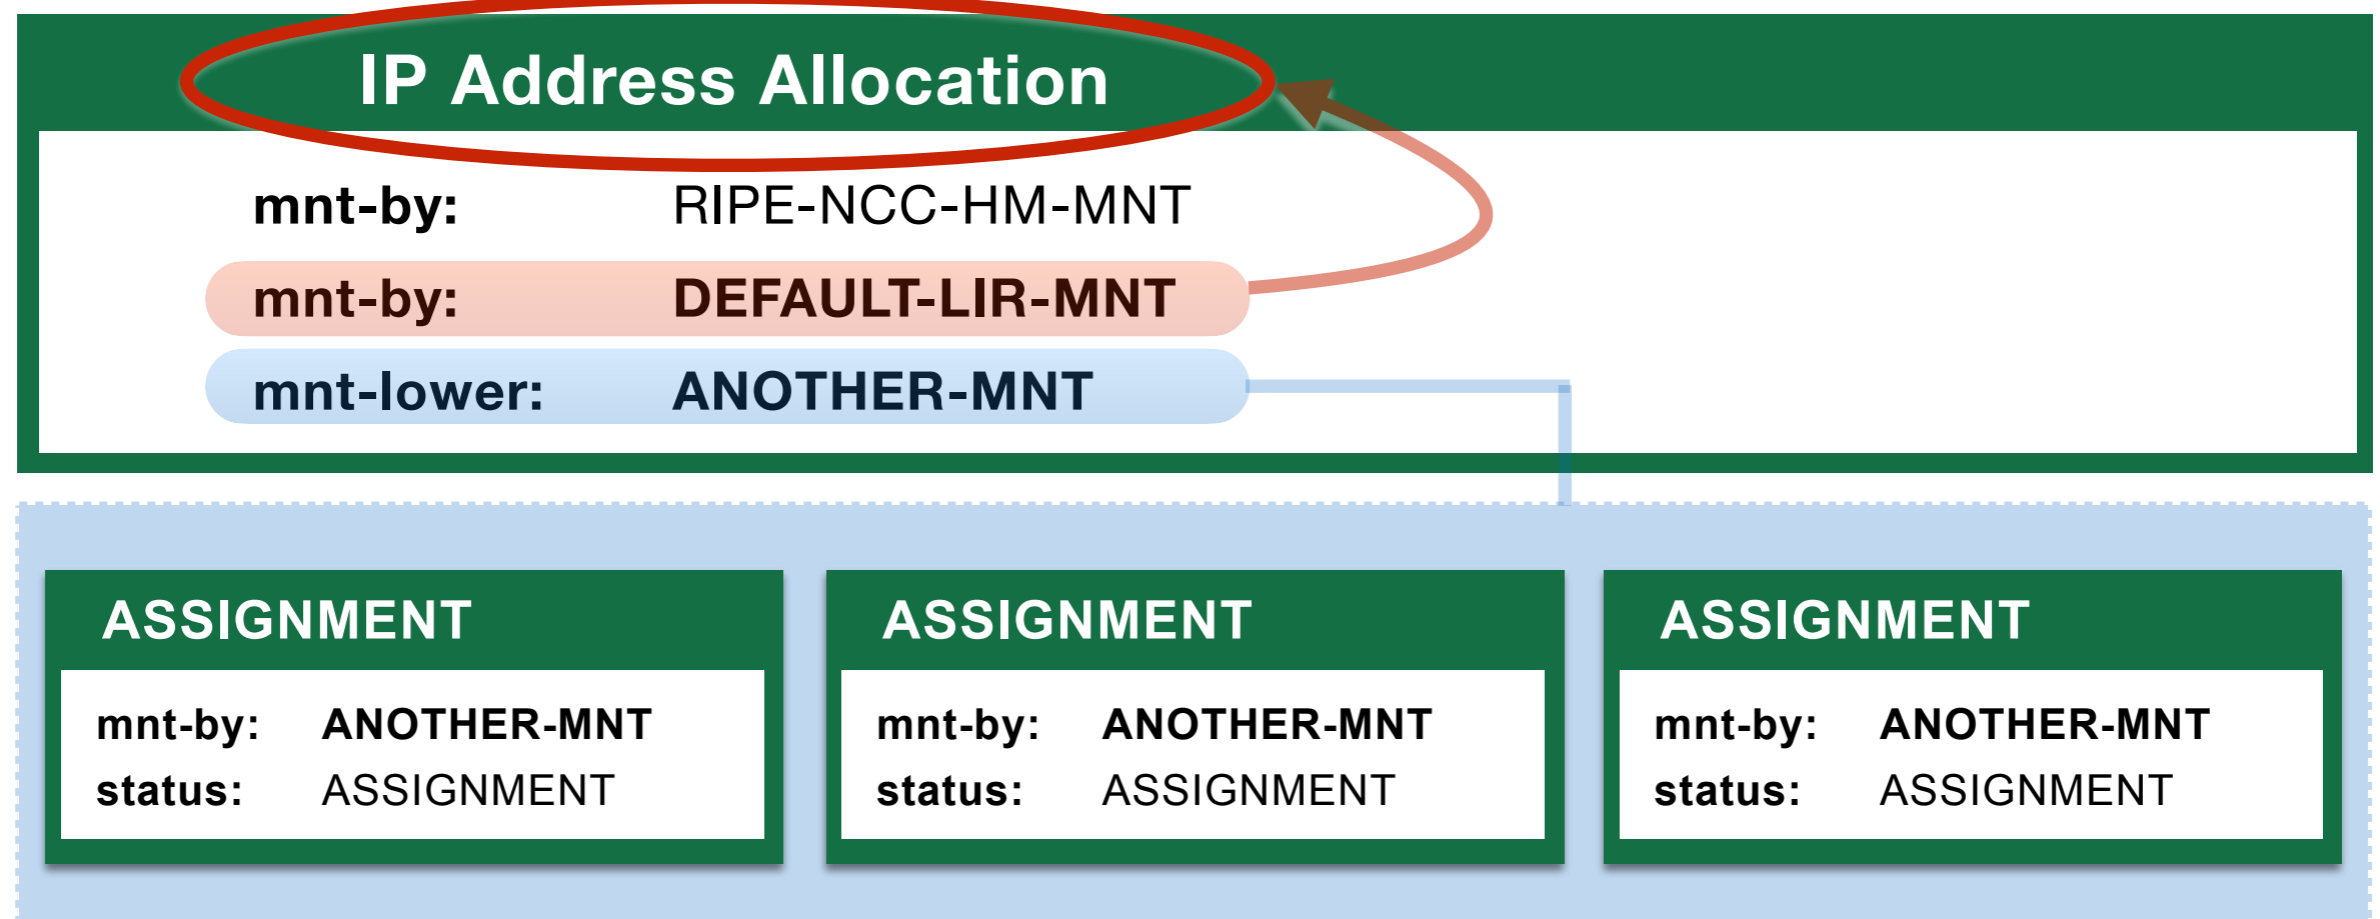 IP Address Allocation
mnt-by: RIPE-NCC-HM-MNT
mnt-by: DEFAULT-LIR-MNT
mnt-lower: ANOTHER-MNT
ASSIGNMENT
mnt-by: ANOTHER-MNT
status: ASSIGNMENT
ASSIGNMENT
mnt-by: ANOTHER-MNT
status: ASSIGNMENT
ASSIGNMENT
mnt-by: ANOTHER-MNT
status: ASSIGNMENT